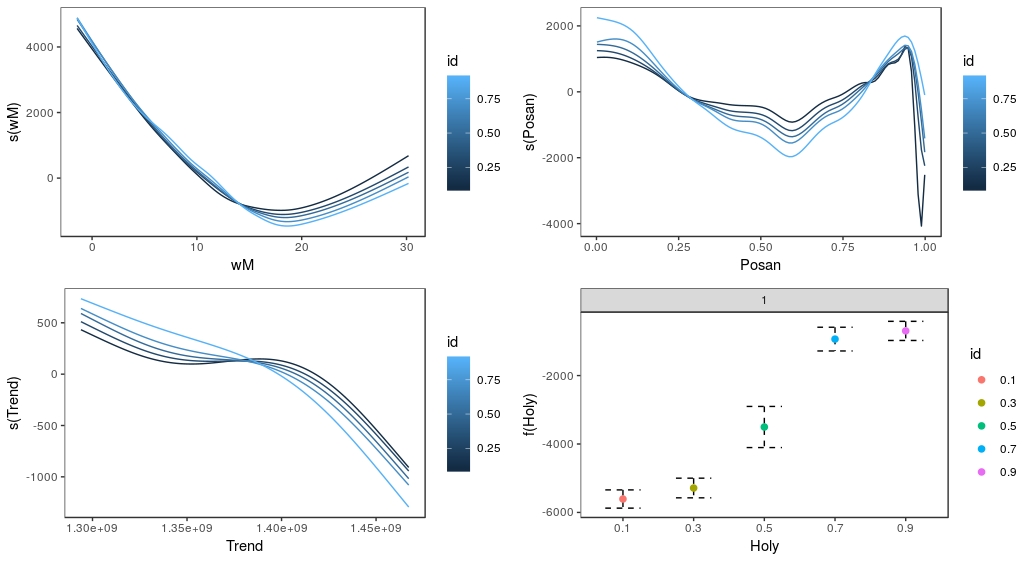 4000
2000
0
s(wM)
0
10
20
30
wM
id
0.75
0.50
0.25
2000
0
-2000
-4000
s(Posan)
0.00
0.25
0.50
0.75
1.00
Posan
id
0.75
0.50
0.25
500
0
-500
-1000
s(Trend)
1.30e+09
1.35e+09
1.40e+09
1.45e+09
Trend
id
0.75
0.50
0.25
1
-2000
-4000
-6000
f(Holy)
0.1
0.3
0.5
0.7
0.9
Holy
id
0.1
0.3
0.5
0.7
0.9